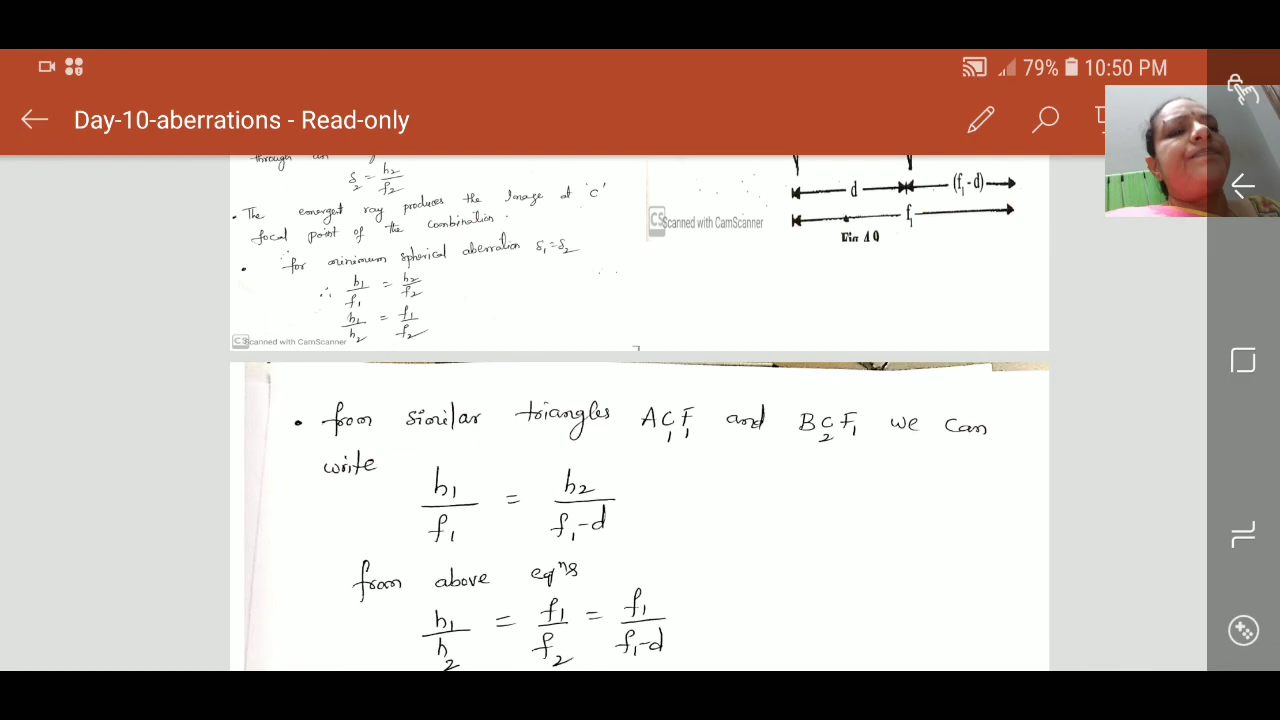 79% 10:50 PM
Day-10-aberrations - Read-only
through
δ₂ = h₂/f₂
• The emergent ray produces the Image at 'c'
focal point of the combination.
• for minimum spherical aberration δ₁=δ₂
∴ h₁/f₁ = h₂/f₂
h₁/h₂ = f₁/f₂
CS Scanned with CamScanner
d (f₁-d)
f₁
CS Scanned with CamScanner
• from similar triangles AC₁F₁ and BC₂F₁ we can
write
h₁/f₁ = h₂/f₁-d
from above eqⁿs
h₁/h₂ = f₁/f₂ = f₁/f₁-d